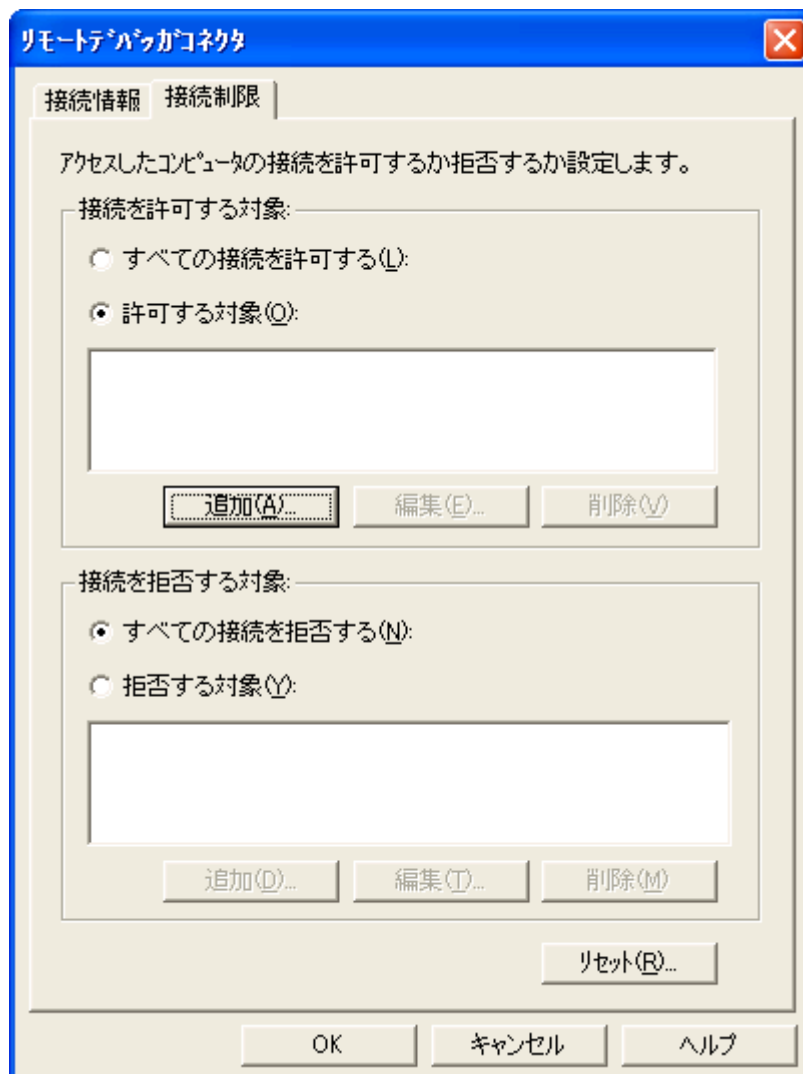 ﾘﾓｰﾄﾃﾞﾊﾞｯｶﾞｺﾈｸﾀ
接続情報 接続制限
ｱｸｾｽしたｺﾝﾋﾟｭｰﾀの接続を許可するか拒否するか設定します。
接続を許可する対象:
すべての接続を許可する(L):
許可する対象(O):
追加(A)... 編集(E)... 削除(V)
接続を拒否する対象:
すべての接続を拒否する(N):
拒否する対象(Y):
追加(D)... 編集(T)... 削除(M)
ﾘｾｯﾄ(R)...
OK キャンセル ヘルプ